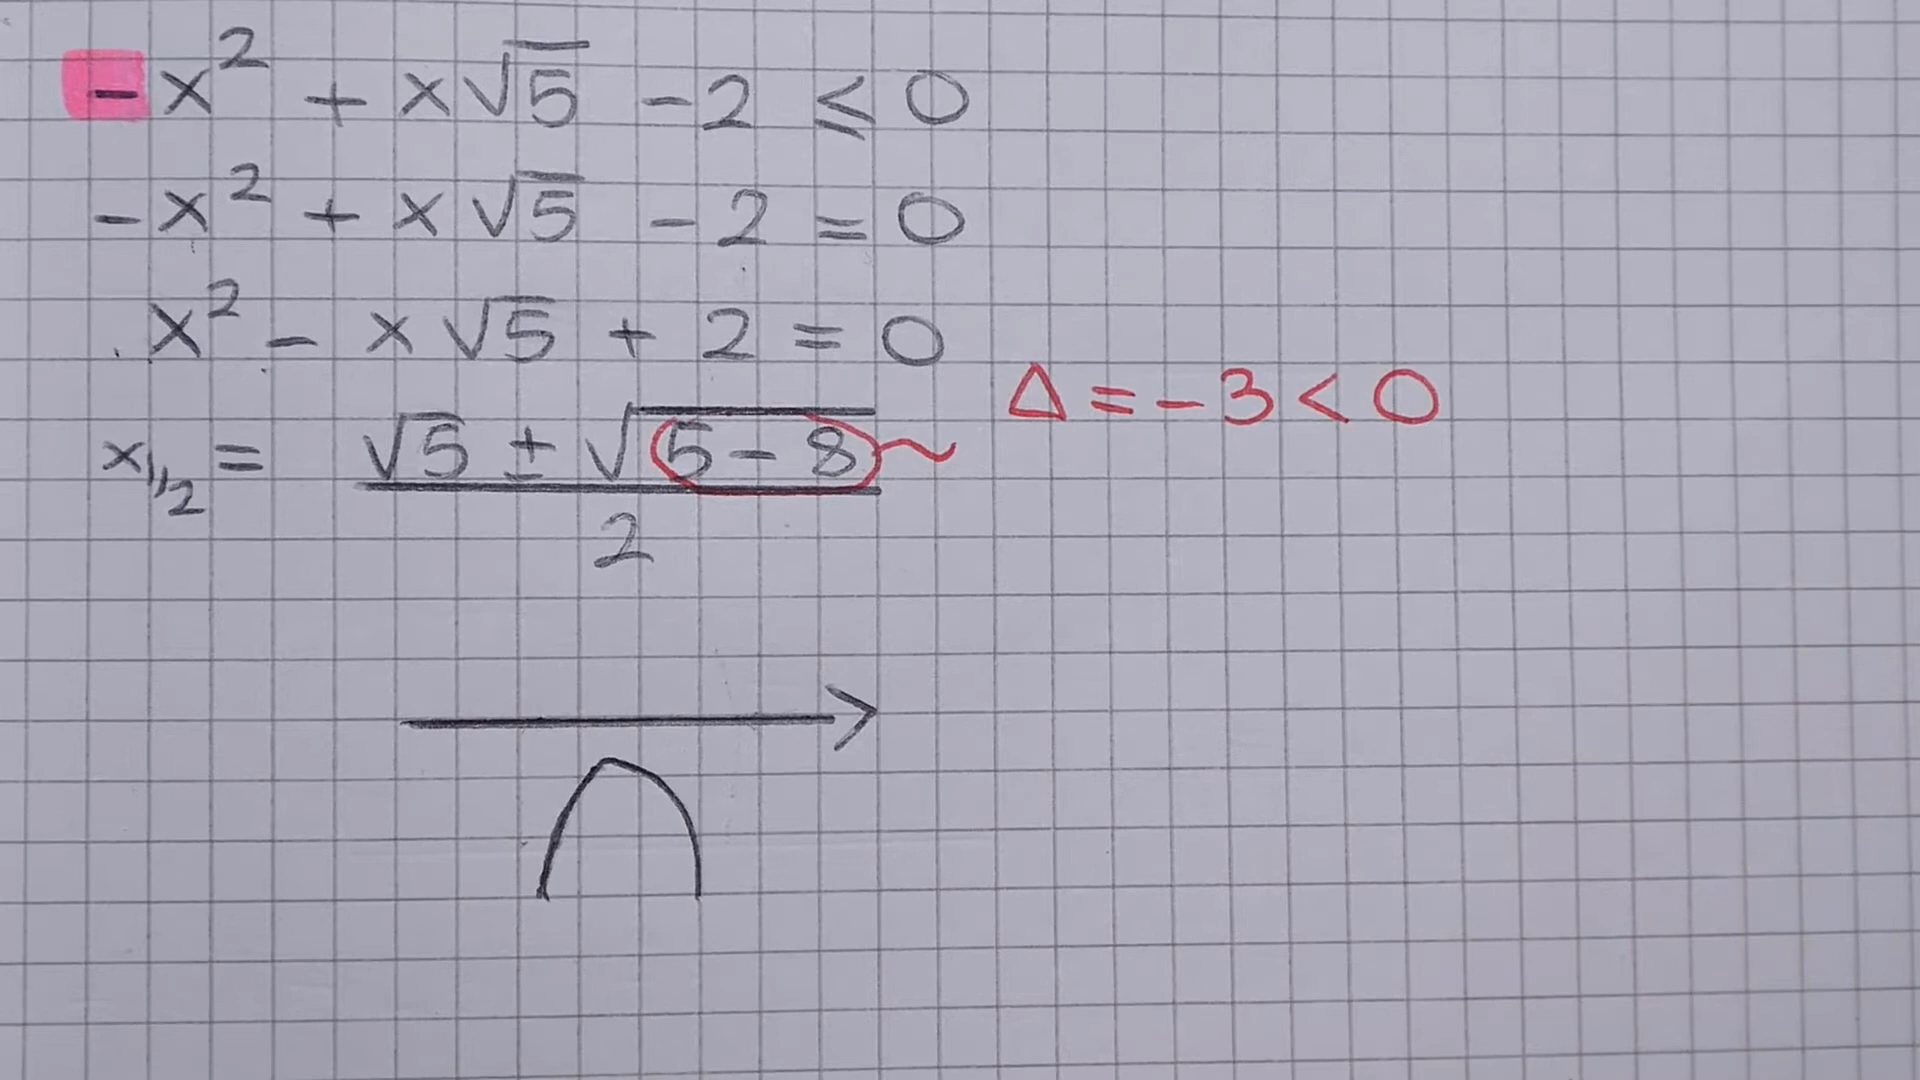 -x² + x√5 - 2 ≤ 0
-x² + x√5 - 2 = 0
x² - x√5 + 2 = 0
x₁,₂ = (√5 ± √(5 - 8))/2
Δ = -3 < 0